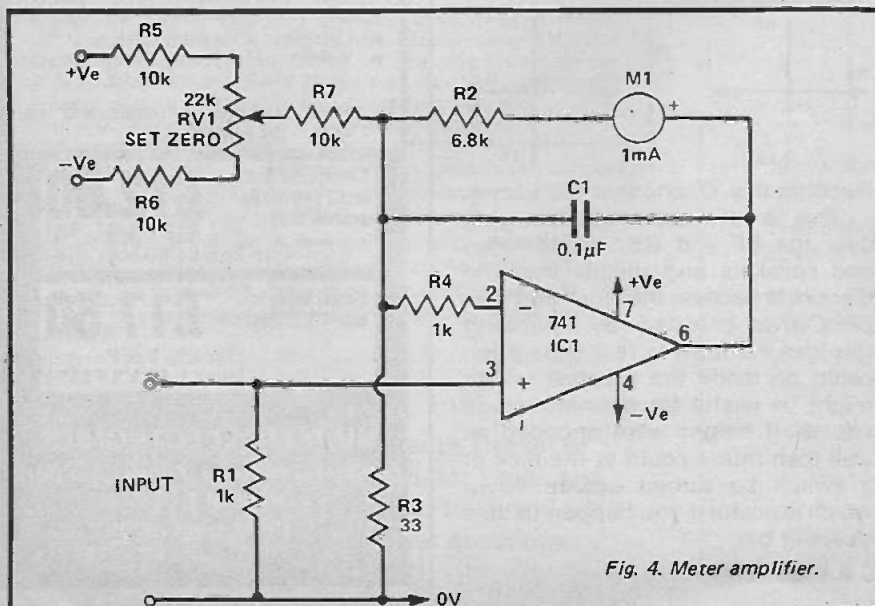 R5
+Ve
10k
22k
RV1
SET ZERO
R7
10k
R2
6.8k
M1
+
1mA
−Ve
R6
10k
C1
0.1μF
R4
1k
2
−
+Ve
7
741
IC1
6
3
+
4
−Ve
INPUT
R1
1k
R3
33
0V
Fig. 4. Meter amplifier.